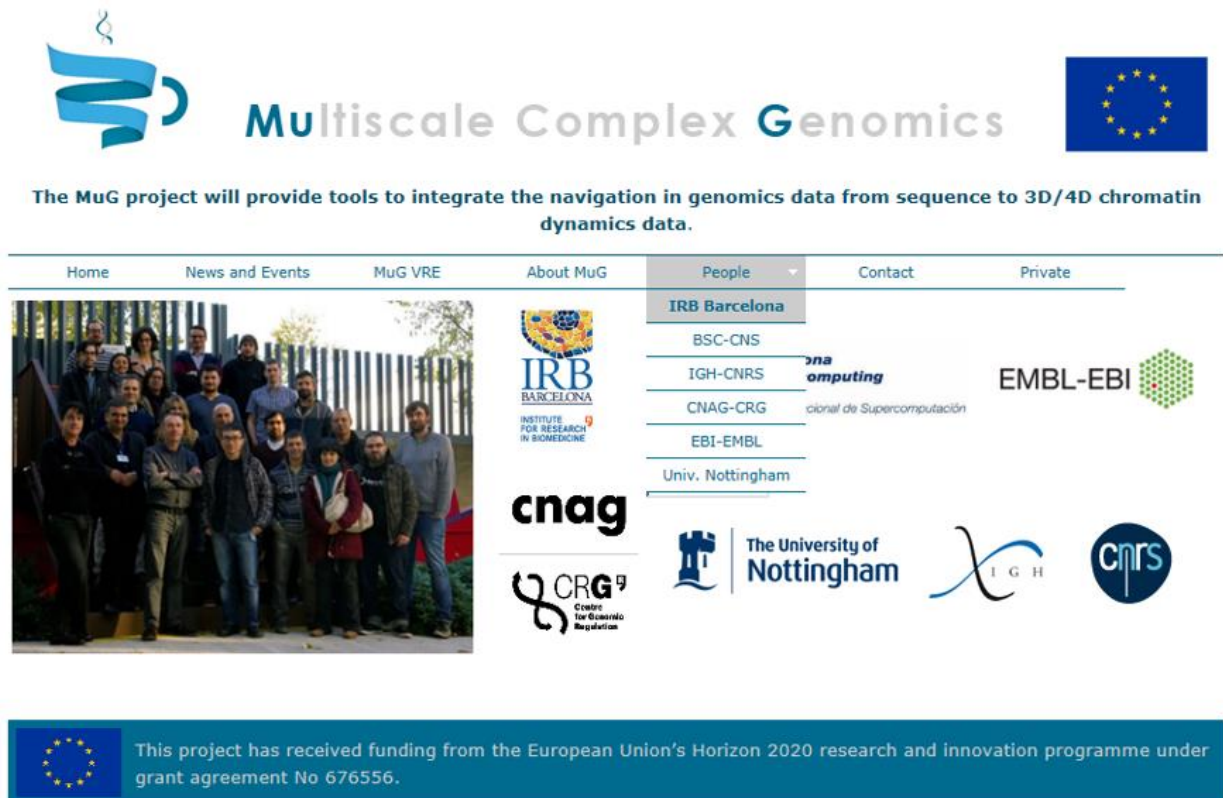 Multiscale Complex Genomics
The MuG project will provide tools to integrate the navigation in genomics data from sequence to 3D/4D chromatin
dynamics data.
Home News and Events MuG VRE About MuG People Contact Private
IRB Barcelona
BSC-CNS
IGH-CNRS
CNAG-CRG
EBI-EMBL
Univ. Nottingham
IRB
BARCELONA
INSTITUTE
FOR RESEARCH
IN BIOMEDICINE
ona
omputing
cional de Supercomputación
EMBL-EBI
cnag
CRG
Centre
for Genomic
Regulation
The University of
Nottingham
IGH
cnrs
This project has received funding from the European Union's Horizon 2020 research and innovation programme under
grant agreement No 676556.